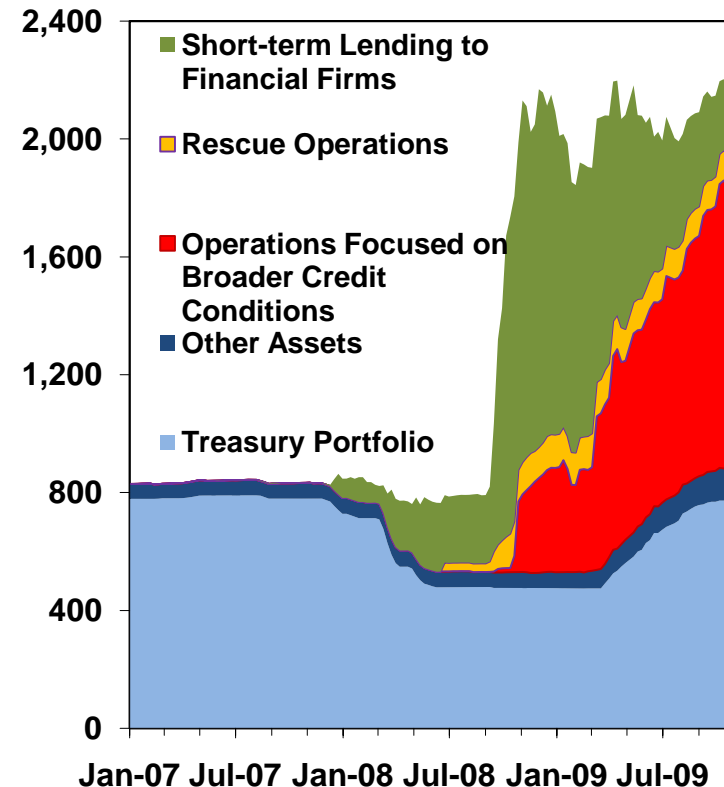 2,400
2,000
1,600
1,200
800
400
0
Short-term Lending to
Financial Firms
Rescue Operations
Operations Focused on
Broader Credit
Conditions
Other Assets
Treasury Portfolio
Jan-07 Jul-07 Jan-08 Jul-08 Jan-09 Jul-09